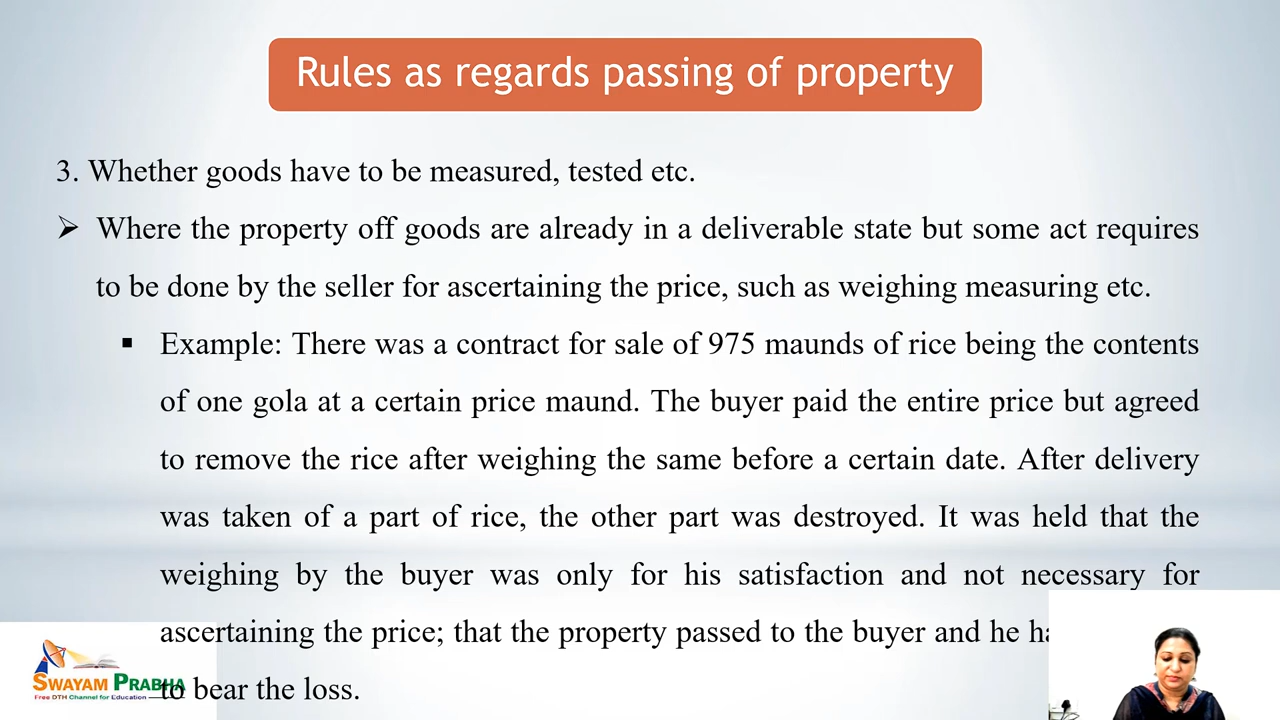 Rules as regards passing of property
3. Whether goods have to be measured, tested etc.
➢ Where the property off goods are already in a deliverable state but some act requires
to be done by the seller for ascertaining the price, such as weighing measuring etc.
▪ Example: There was a contract for sale of 975 maunds of rice being the contents
of one gola at a certain price maund. The buyer paid the entire price but agreed
to remove the rice after weighing the same before a certain date. After delivery
was taken of a part of rice, the other part was destroyed. It was held that the
weighing by the buyer was only for his satisfaction and not necessary for
ascertaining the price; that the property passed to the buyer and he
to bear the loss.
SWAYAM PRABHA
Free DTH Channel for Education